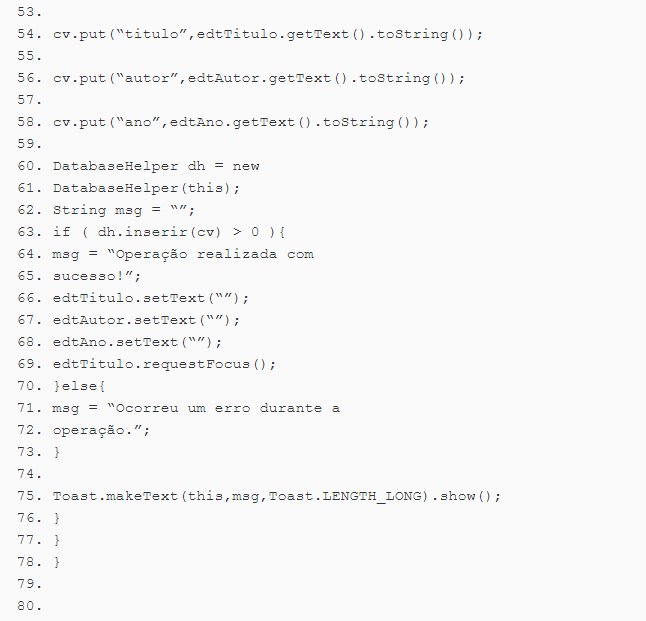 53.
54. cv.put(“titulo”,edtTitulo.getText().toString());
55.
56. cv.put(“autor”,edtAutor.getText().toString());
57.
58. cv.put(“ano”,edtAno.getText().toString());
59.
60. DatabaseHelper dh = new
61. DatabaseHelper(this);
62. String msg = “”;
63. if ( dh.inserir(cv) > 0 ){
64. msg = “Operação realizada com
65. sucesso!”;
66. edtTitulo.setText(“”);
67. edtAutor.setText(“”);
68. edtAno.setText(“”);
69. edtTitulo.requestFocus();
70. }else{
71. msg = “Ocorreu um erro durante a
72. operação.”;
73. }
74.
75. Toast.makeText(this,msg,Toast.LENGTH_LONG).show();
76. }
77. }
78. }
79.
80.